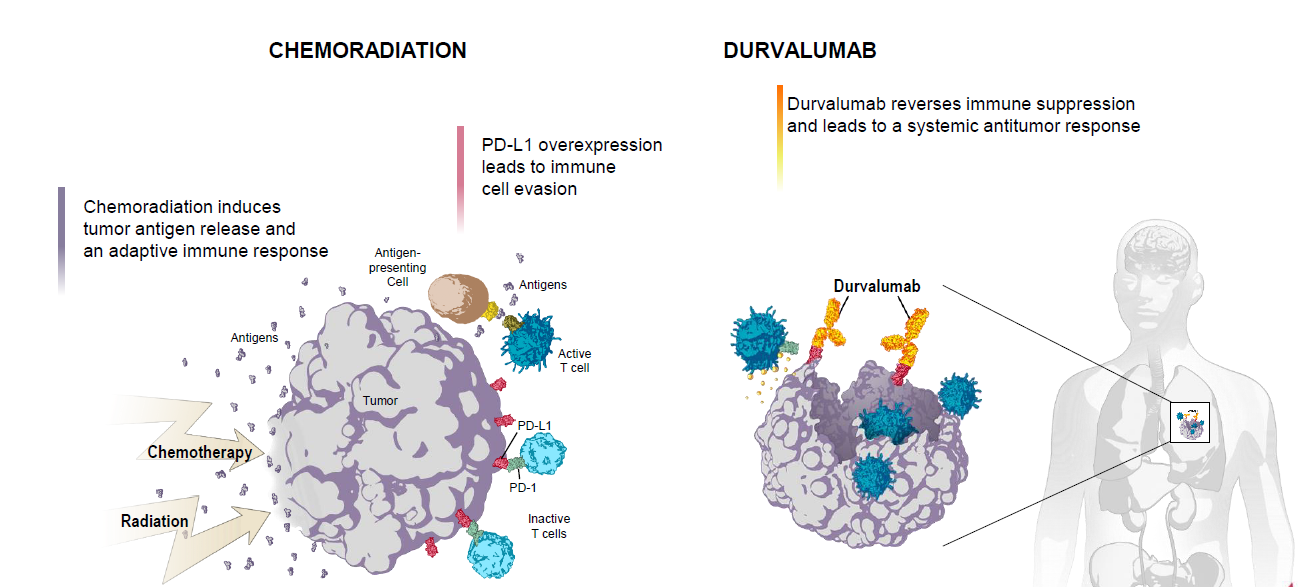 CHEMORADIATION
DURVALUMAB
Durvalumab reverses immune suppression
and leads to a systemic antitumor response
PD-L1 overexpression
leads to immune
cell evasion
Chemoradiation induces
tumor antigen release and
an adaptive immune response
Antigen-
presenting
Cell
Antigens
Antigens
Active
T cell
Tumor
PD-L1
PD-1
Chemotherapy
Radiation
Inactive
T cells
Durvalumab